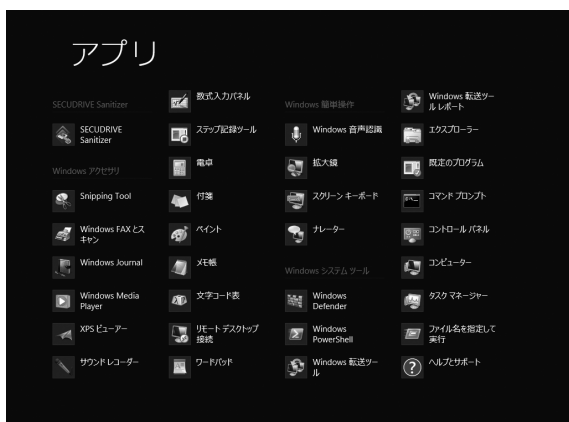 アプリ
SECUDRIVE Sanitizer
SECUDRIVE
Sanitizer
Windows アクセサリ
Snipping Tool
Windows FAX とス
キャン
Windows Journal
Windows Media
Player
XPS ビューアー
サウンド レコーダー
数式入力パネル
ステップ記録ツール
電卓
付箋
ペイント
メモ帳
文字コード表
リモート デスクトップ
接続
ワードパッド
Windows 簡単操作
Windows 音声認識
拡大鏡
スクリーン キーボード
ナレーター
Windows システム ツール
Windows
Defender
Windows
PowerShell
Windows 転送ツー
ル
Windows 転送ツー
ル レポート
エクスプローラー
既定のプログラム
コマンド プロンプト
コントロール パネル
コンピューター
タスク マネージャー
ファイル名を指定して
実行
ヘルプとサポート